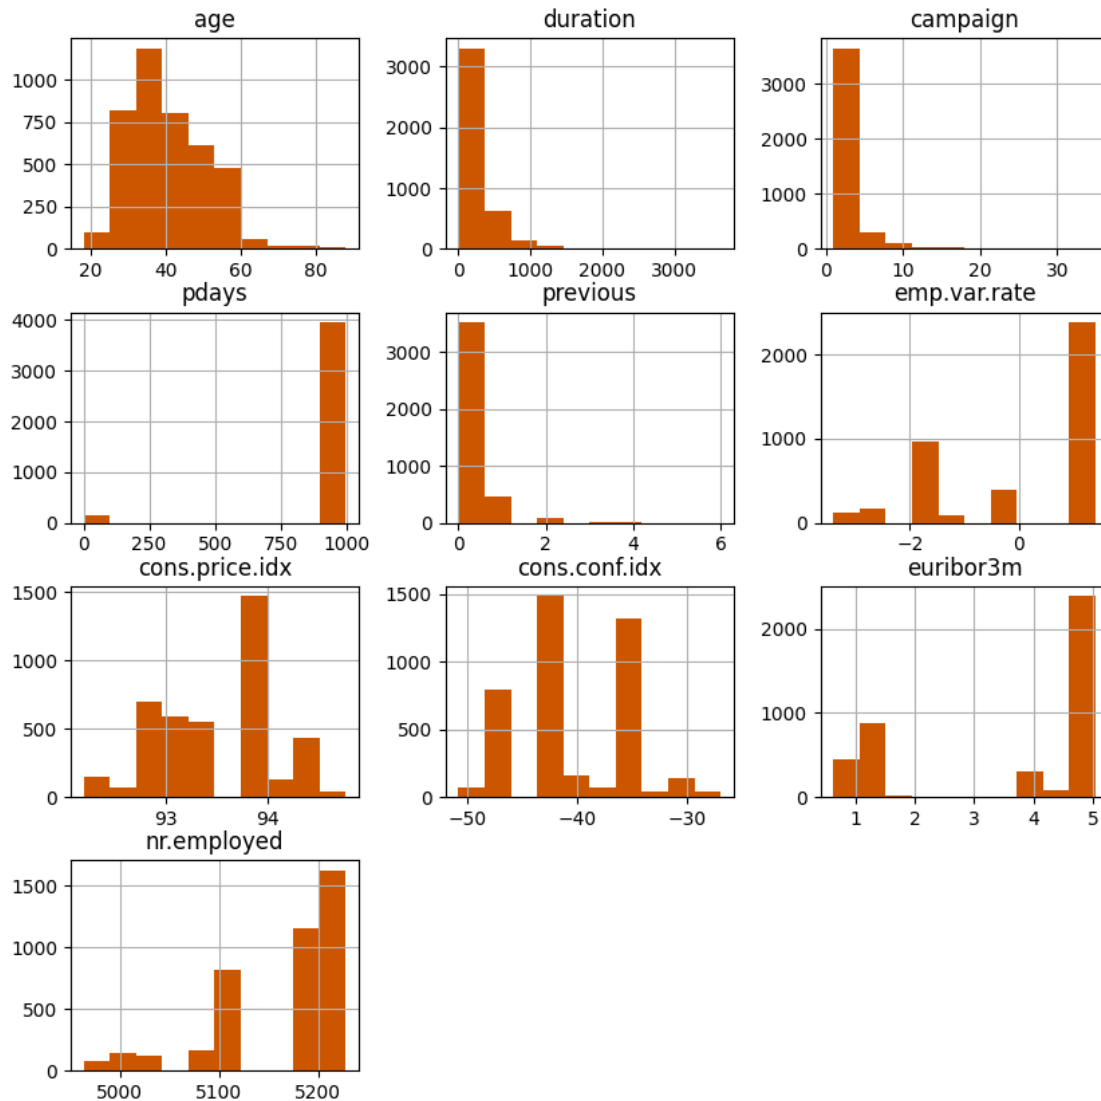 age
duration
campaign
1000
750
500
250
0
20 40 60 80
3000
2000
1000
0
0 1000 2000 3000
3000
2000
1000
0
0 10 20 30
pdays
previous
emp.var.rate
4000
3000
2000
1000
0
0 250 500 750 1000
3000
2000
1000
0
0 2 4 6
2000
1000
0
−2 0
cons.price.idx
cons.conf.idx
euribor3m
1500
1000
500
0
93 94
1500
1000
500
0
−50 −40 −30
2000
1000
0
1 2 3 4 5
nr.employed
1500
1000
500
0
5000 5100 5200